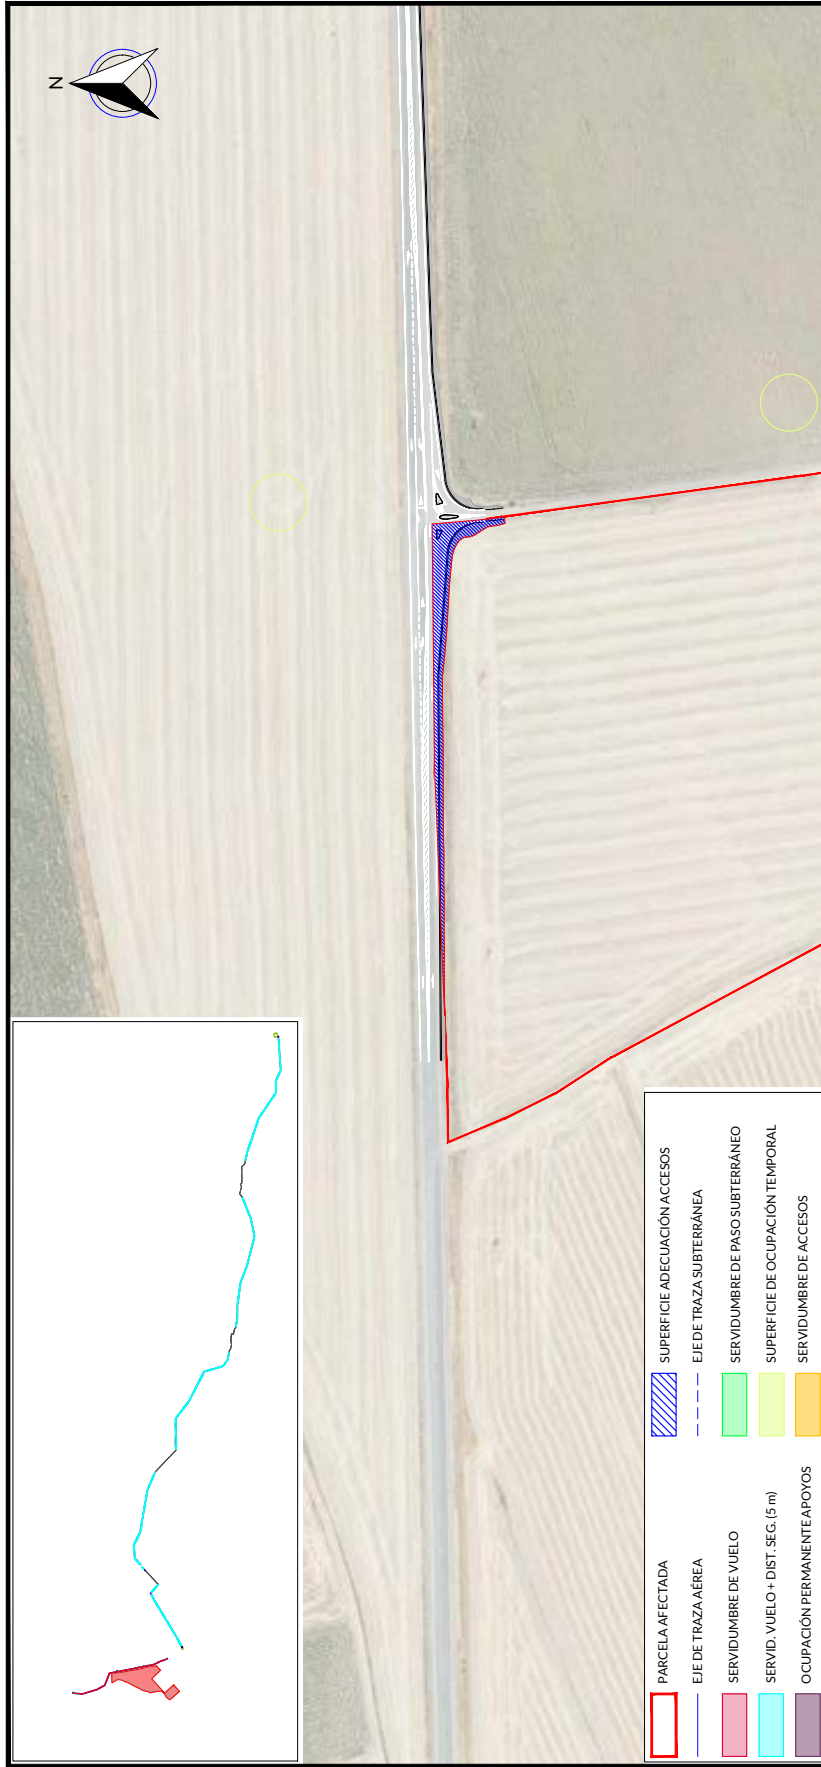 N
PARCELA AFECTADA
EJE DE TRAZA AÉREA
SERVIDUMBRE DE VUELO
SERVID. VUELO + DIST. SEG. (5 m)
OCUPACIÓN PERMANENTE APOYOS
SUPERFICIE ADECUACIÓN ACCESOS
EJE DE TRAZA SUBTERRÁNEA
SERVIDUMBRE DE PASO SUBTERRÁNEO
SUPERFICIE DE OCUPACIÓN TEMPORAL
SERVIDUMBRE DE ACCESOS